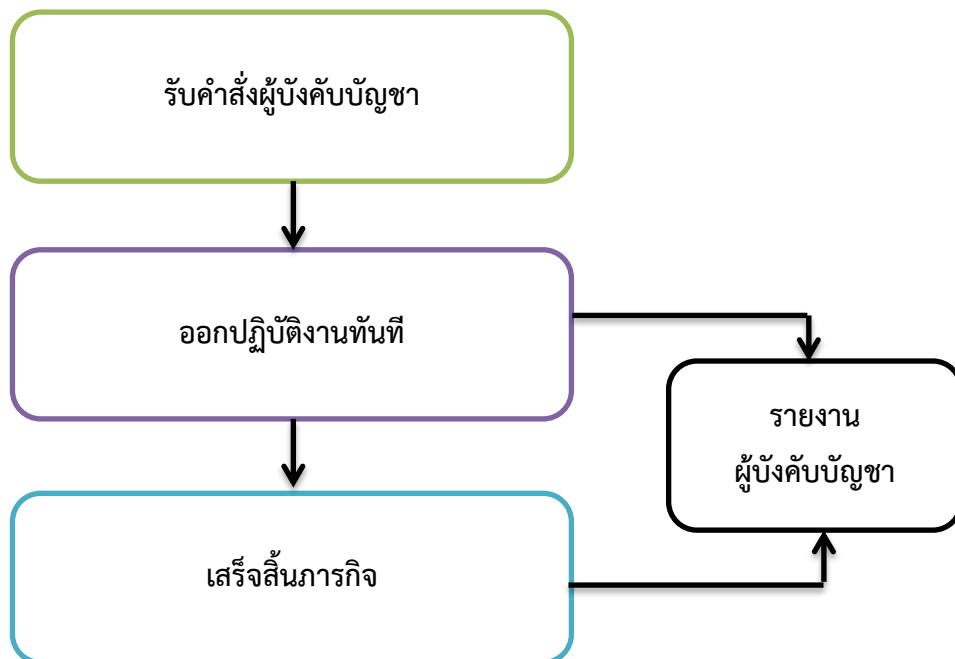 รับคำสั่งผู้บังคับบัญชา
ออกปฏิบัติงานทันที
รายงาน
ผู้บังคับบัญชา
เสร็จสิ้นภารกิจ